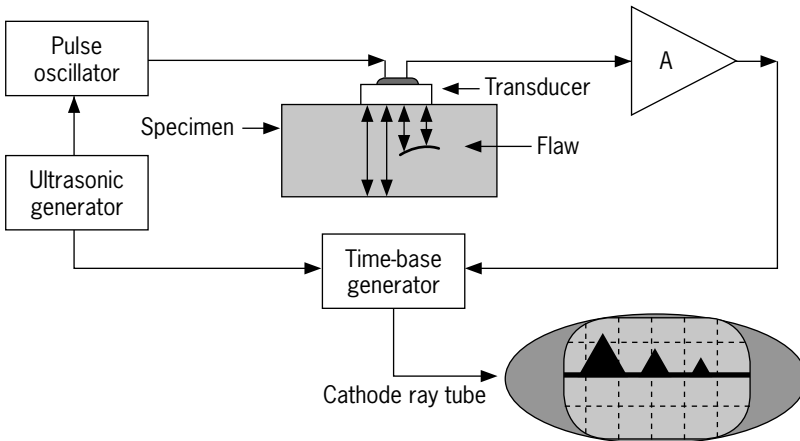 Pulse
oscillator
A
Transducer
Specimen
Flaw
Ultrasonic
generator
Time-base
generator
Cathode ray tube